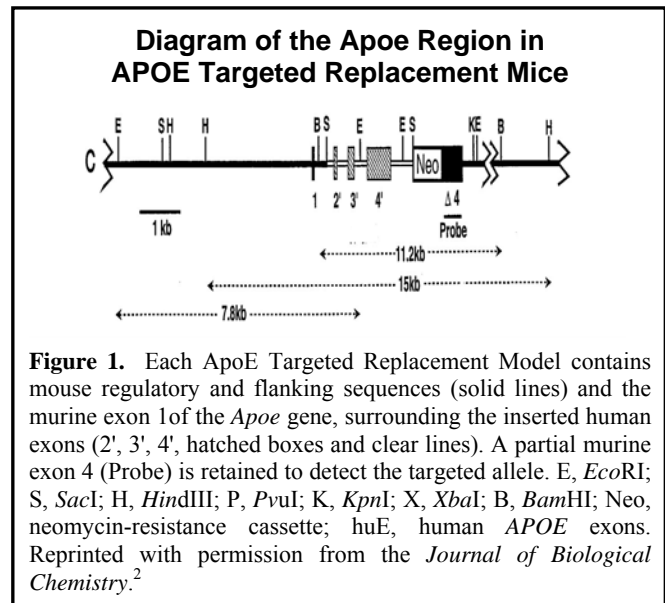 Diagram of the Apoe Region in
APOE Targeted Replacement Mice
E S H H B S E E S K E B H
C
Neo
1 2' 3' 4' Δ 4
1 kb Probe
11.2kb
15kb
7.8kb
Figure 1. Each ApoE Targeted Replacement Model contains
mouse regulatory and flanking sequences (solid lines) and the
murine exon 1of the Apoe gene, surrounding the inserted human
exons (2', 3', 4', hatched boxes and clear lines). A partial murine
exon 4 (Probe) is retained to detect the targeted allele. E, EcoRI;
S, SacI; H, HindIII; P, PvuI; K, KpnI; X, XbaI; B, BamHI; Neo,
neomycin-resistance cassette; huE, human APOE exons.
Reprinted with permission from the Journal of Biological
Chemistry.2